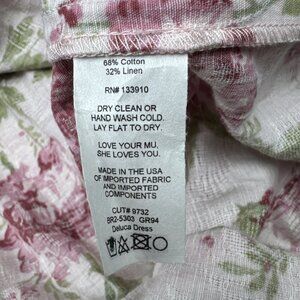 68% Cotton
32% Linen
RN# 133910
DRY CLEAN OR
HAND WASH COLD.
LAY FLAT TO DRY.
LOVE YOUR MU,
SHE LOVES YOU.
MADE IN THE USA
OF IMPORTED FABRIC
AND IMPORTED
COMPONENTS
CUT# 9732
BR2-5303 GR94
Deluca Dress